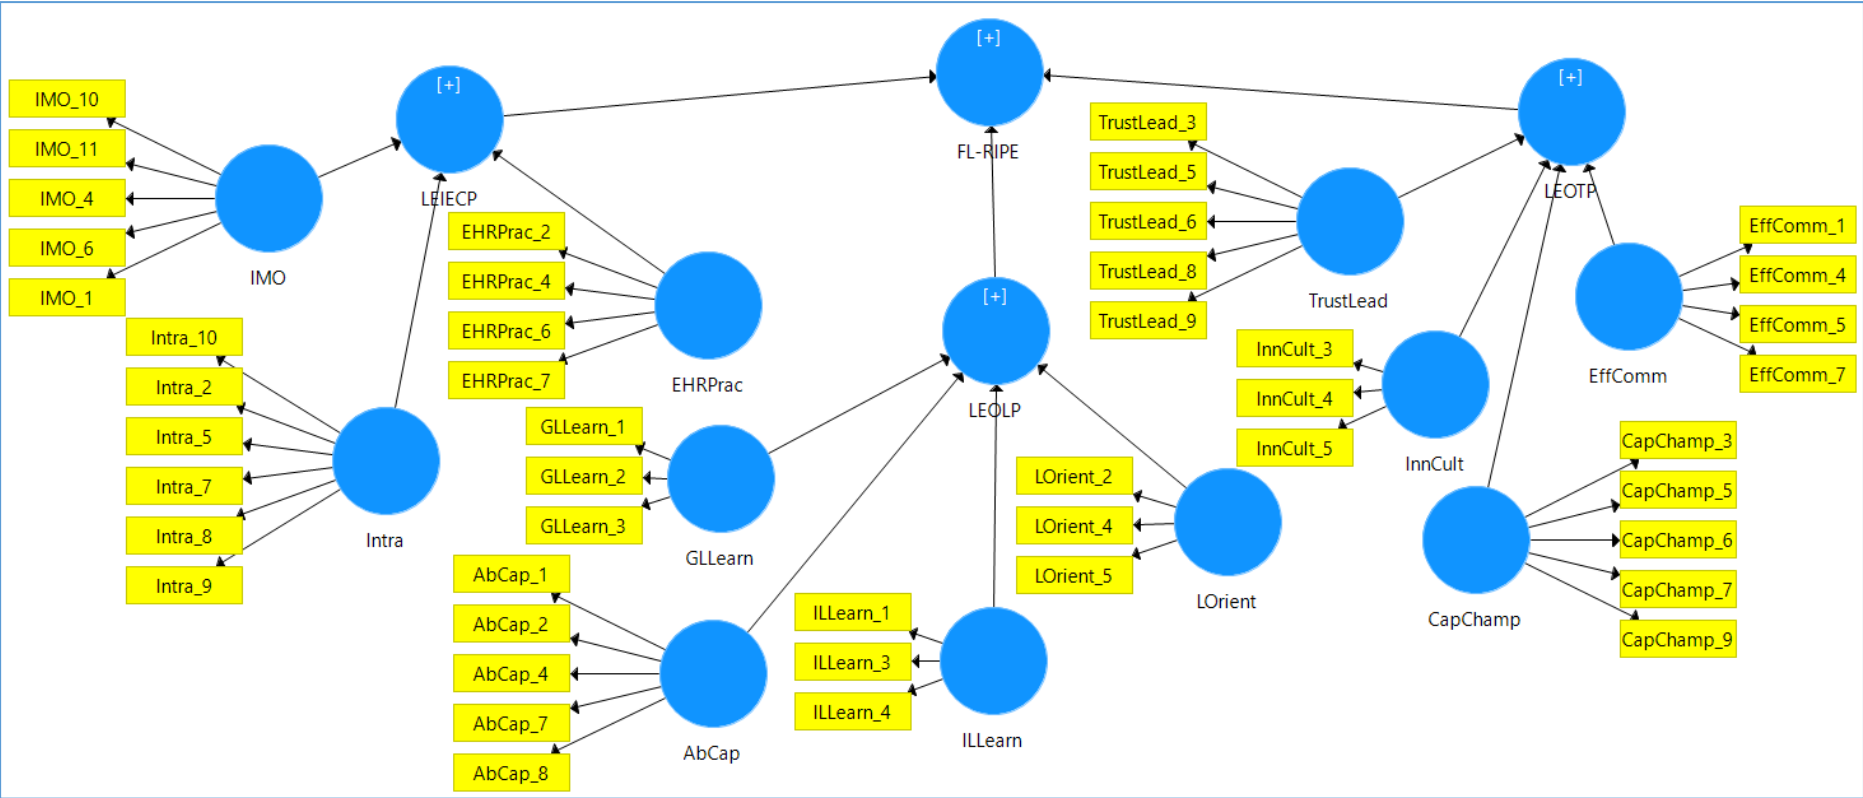 [+]
FL-RIPE
[+]
LEIECP
[+]
LEOTP
IMO_10
IMO_11
IMO_4
IMO_6
IMO_1
IMO
EHRPrac_2
EHRPrac_4
EHRPrac_6
EHRPrac_7
EHRPrac
Intra_10
Intra_2
Intra_5
Intra_7
Intra_8
Intra_9
Intra
[+]
LEOLP
GLLearn_1
GLLearn_2
GLLearn_3
GLLearn
AbCap_1
AbCap_2
AbCap_4
AbCap_7
AbCap_8
AbCap
ILLearn_1
ILLearn_3
ILLearn_4
ILLearn
LOrient_2
LOrient_4
LOrient_5
LOrient
TrustLead_3
TrustLead_5
TrustLead_6
TrustLead_8
TrustLead_9
TrustLead
InnCult_3
InnCult_4
InnCult_5
InnCult
EffComm_1
EffComm_4
EffComm_5
EffComm_7
EffComm
CapChamp_3
CapChamp_5
CapChamp_6
CapChamp_7
CapChamp_9
CapChamp